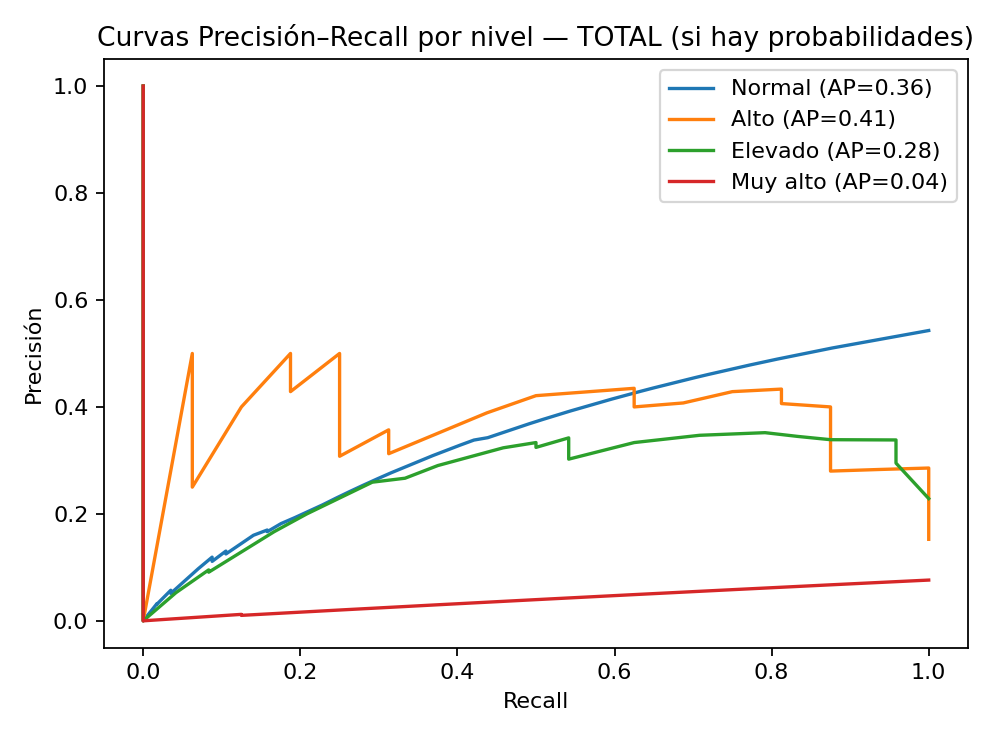 Curvas Precisión–Recall por nivel — TOTAL (si hay probabilidades)
Normal (AP=0.36)
Alto (AP=0.41)
Elevado (AP=0.28)
Muy alto (AP=0.04)
Precisión
1.0
0.8
0.6
0.4
0.2
0.0
0.0 0.2 0.4 0.6 0.8 1.0
Recall